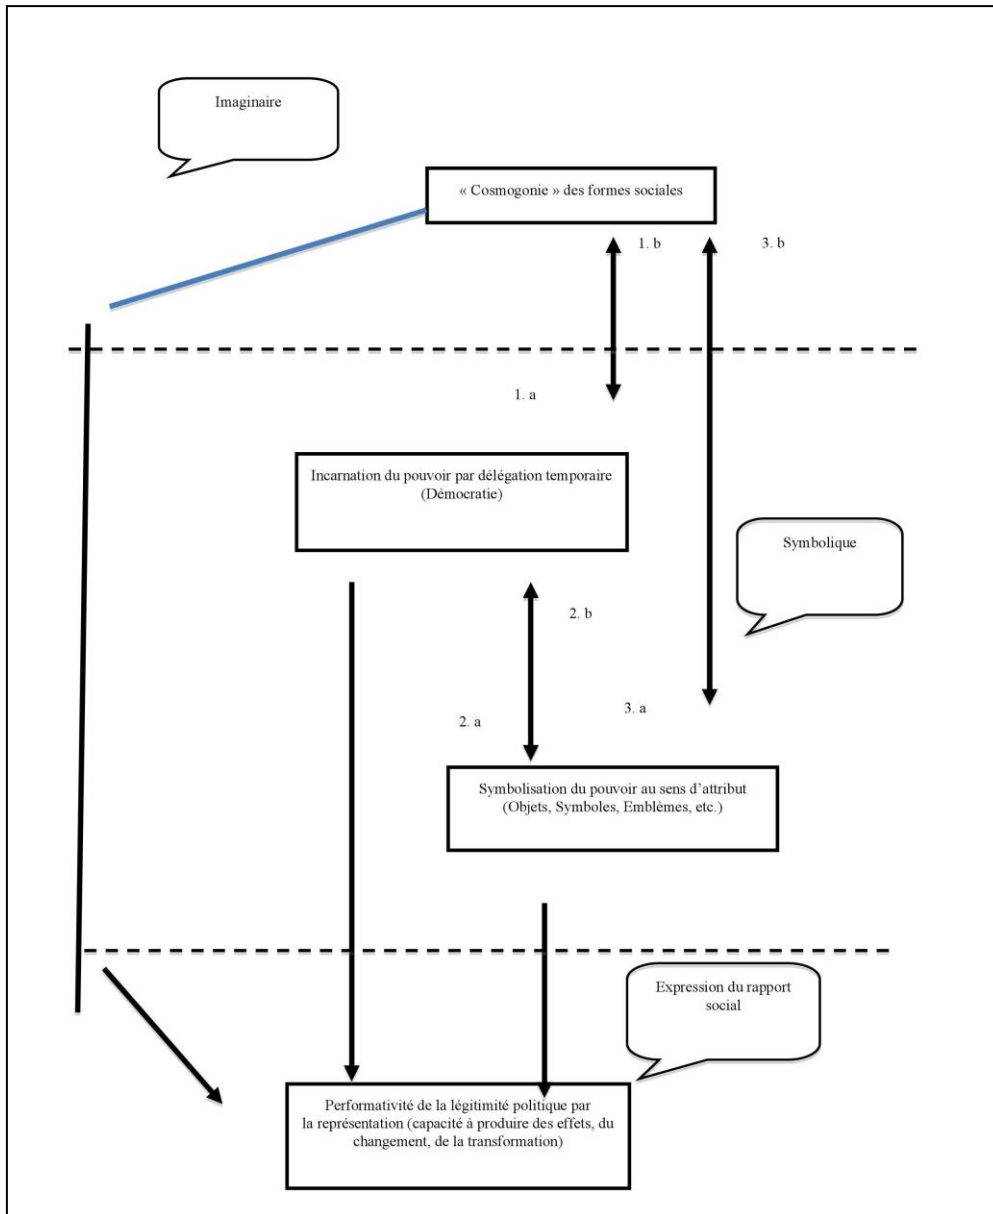 Imaginaire
« Cosmogonie » des formes sociales
1. b
3. b
1. a
Incarnation du pouvoir par délégation temporaire
(Démocratie)
Symbolique
2. b
3. a
2. a
Symbolisation du pouvoir au sens d’attribut
(Objets, Symboles, Emblèmes, etc.)
Expression du rapport
social
Performativité de la légitimité politique par
la représentation (capacité à produire des effets, du
changement, de la transformation)